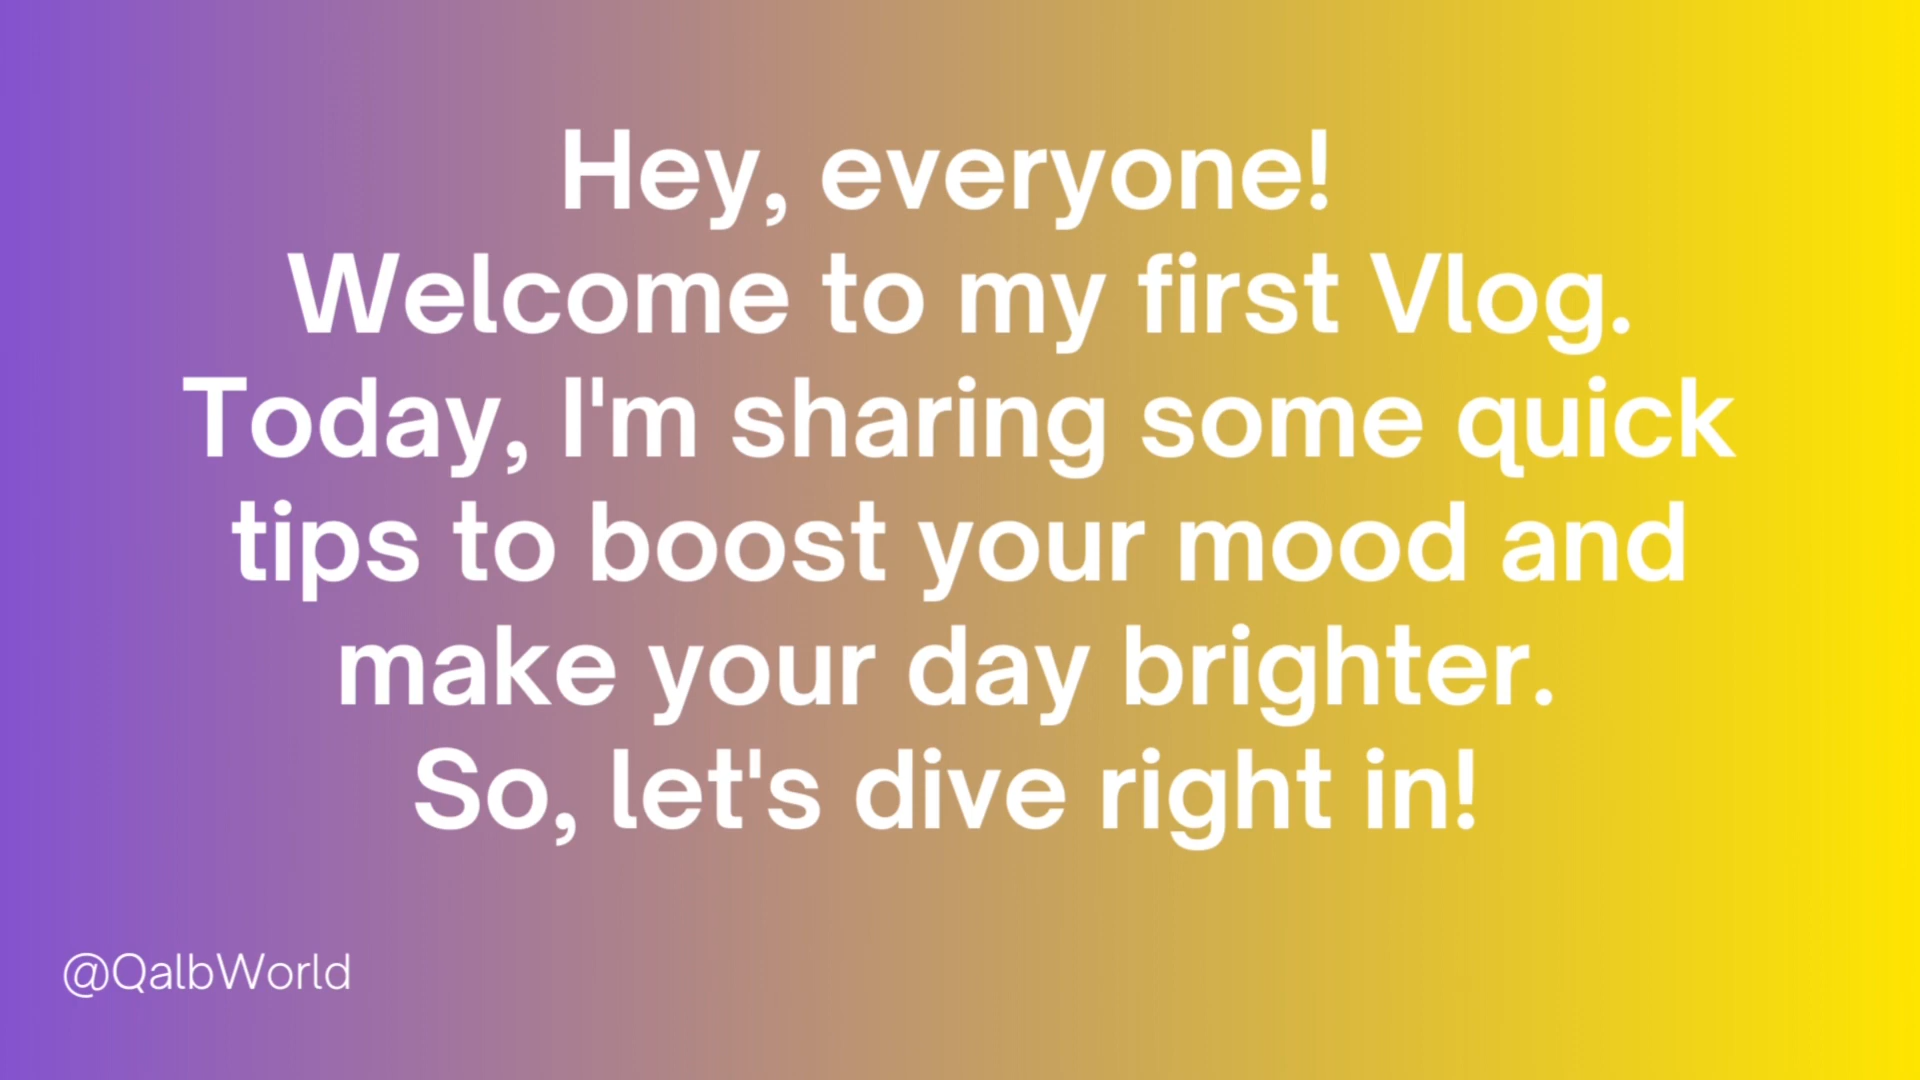 Hey, everyone!
Welcome to my first Vlog.
Today, I'm sharing some quick
tips to boost your mood and
make your day brighter.
So, let's dive right in!
@QalbWorld